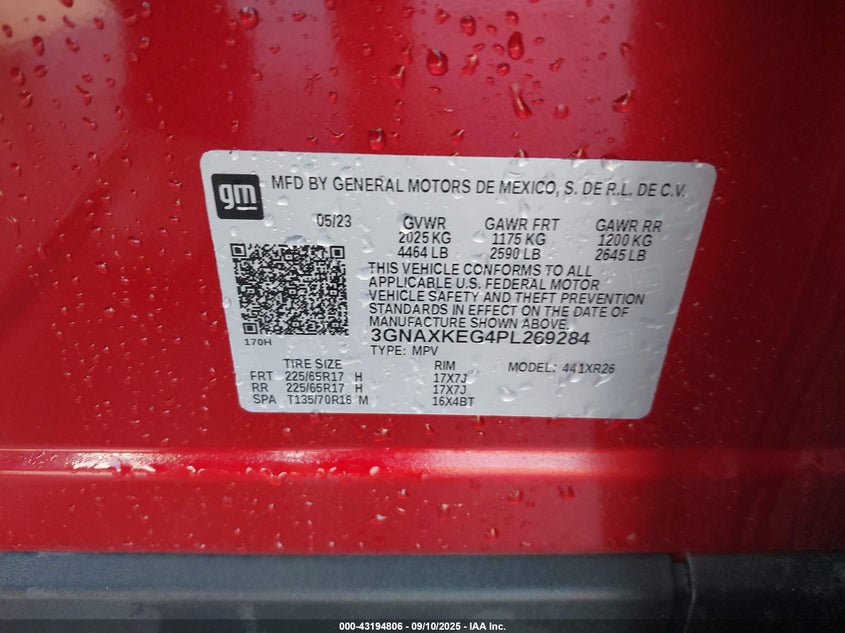 gm MFD BY GENERAL MOTORS DE MEXICO, S. DE R.L. DE C.V.
05/23 GVWR GAWR FRT GAWR RR
2025 KG 1175 KG 1200 KG
4464 LB 2590 LB 2645 LB
THIS VEHICLE CONFORMS TO ALL
APPLICABLE U.S. FEDERAL MOTOR
VEHICLE SAFETY AND THEFT PREVENTION
STANDARDS IN EFFECT ON THE DATE OF
MANUFACTURE SHOWN ABOVE.
170H 3GNAXKEG4PL269284
TYPE: MPV MODEL: 441XR26
TIRE SIZE RIM
FRT 225/65R17 H 17X7J
RR 225/65R17 H 17X7J
SPA T135/70R16 M 16X4BT
000-43194806 - 09/10/2025 - IAA Inc.